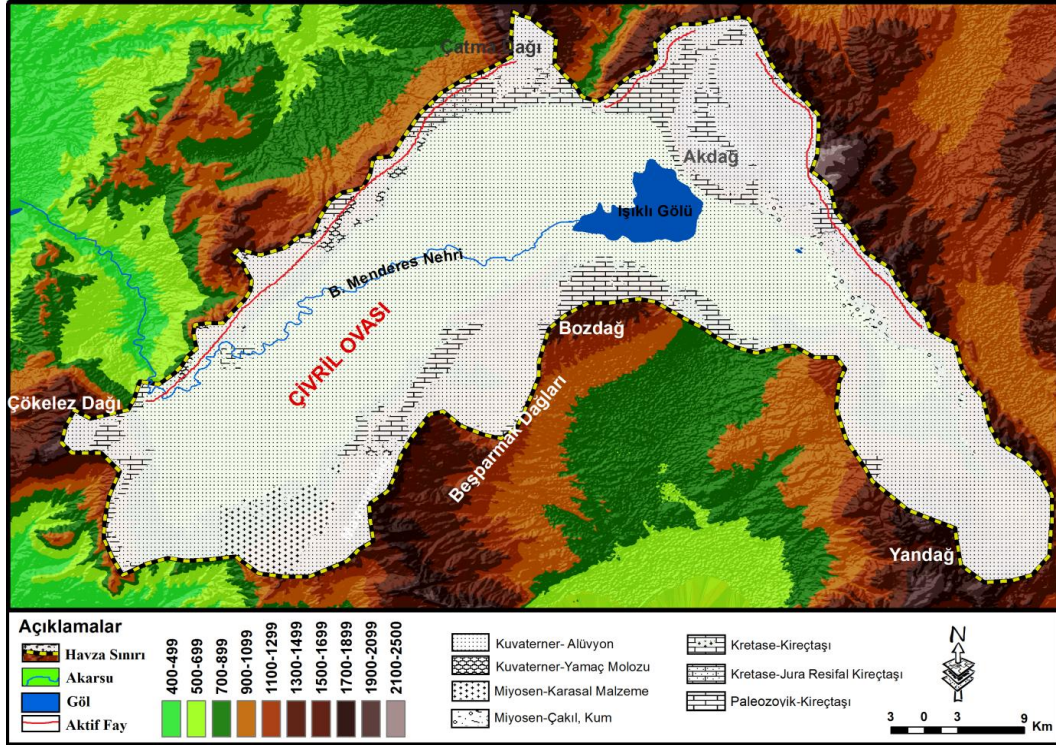 Çatma Dağı
Akdağ
Işıklı Gölü
B. Menderes Nehri
ÇİVRİL OVASI
Bozdağ
Çökelez Dağı
Beşparmak Dağları
Yandağ
Açıklamalar
Havza Sınırı
Akarsu
Göl
Aktif Fay
400-499
500-699
700-899
900-1099
1100-1299
1300-1499
1500-1699
1700-1899
1900-2099
2100-2500
Kuvaterner- Alüvyon
Kuvaterner-Yamaç Molozu
Miyosen-Karasal Malzeme
Miyosen-Çakıl, Kum
Kretase-Kireçtaşı
Kretase-Jura Resifal Kireçtaşı
Paleozoyik-Kireçtaşı
N
3 0 3 9
Km